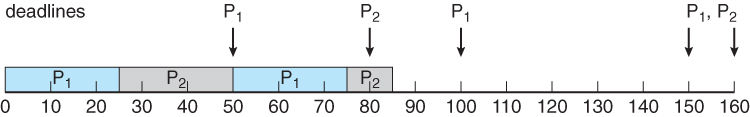 deadlines P₁ P₂ P₁ P₁, P₂
P₁ P₂ P₁ P₂
0 10 20 30 40 50 60 70 80 90 100 110 120 130 140 150 160